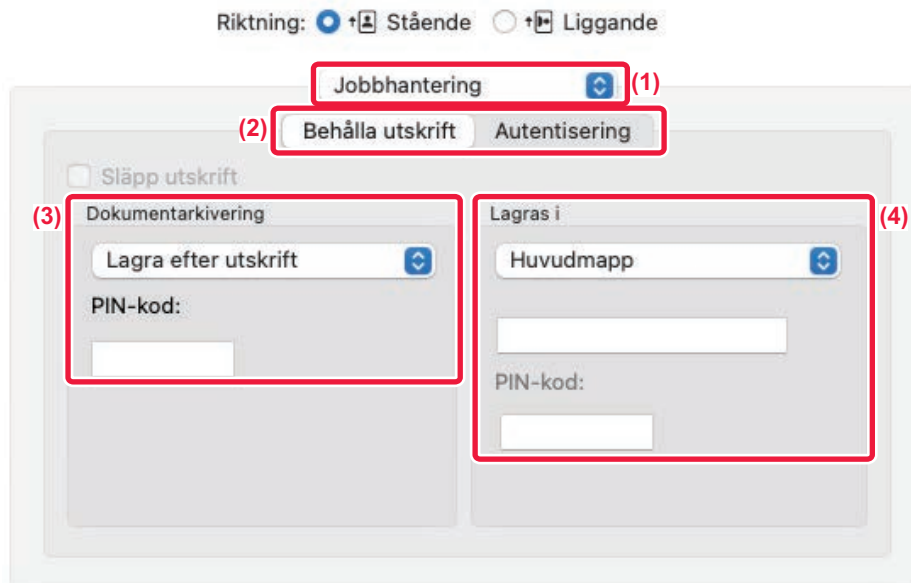 Riktning: Stående Liggande
Jobbhantering (1)
(2) Behålla utskrift Autentisering
Släpp utskrift
(3) Dokumentarkivering Lagras i (4)
Lagra efter utskrift Huvudmapp
PIN-kod:
PIN-kod: